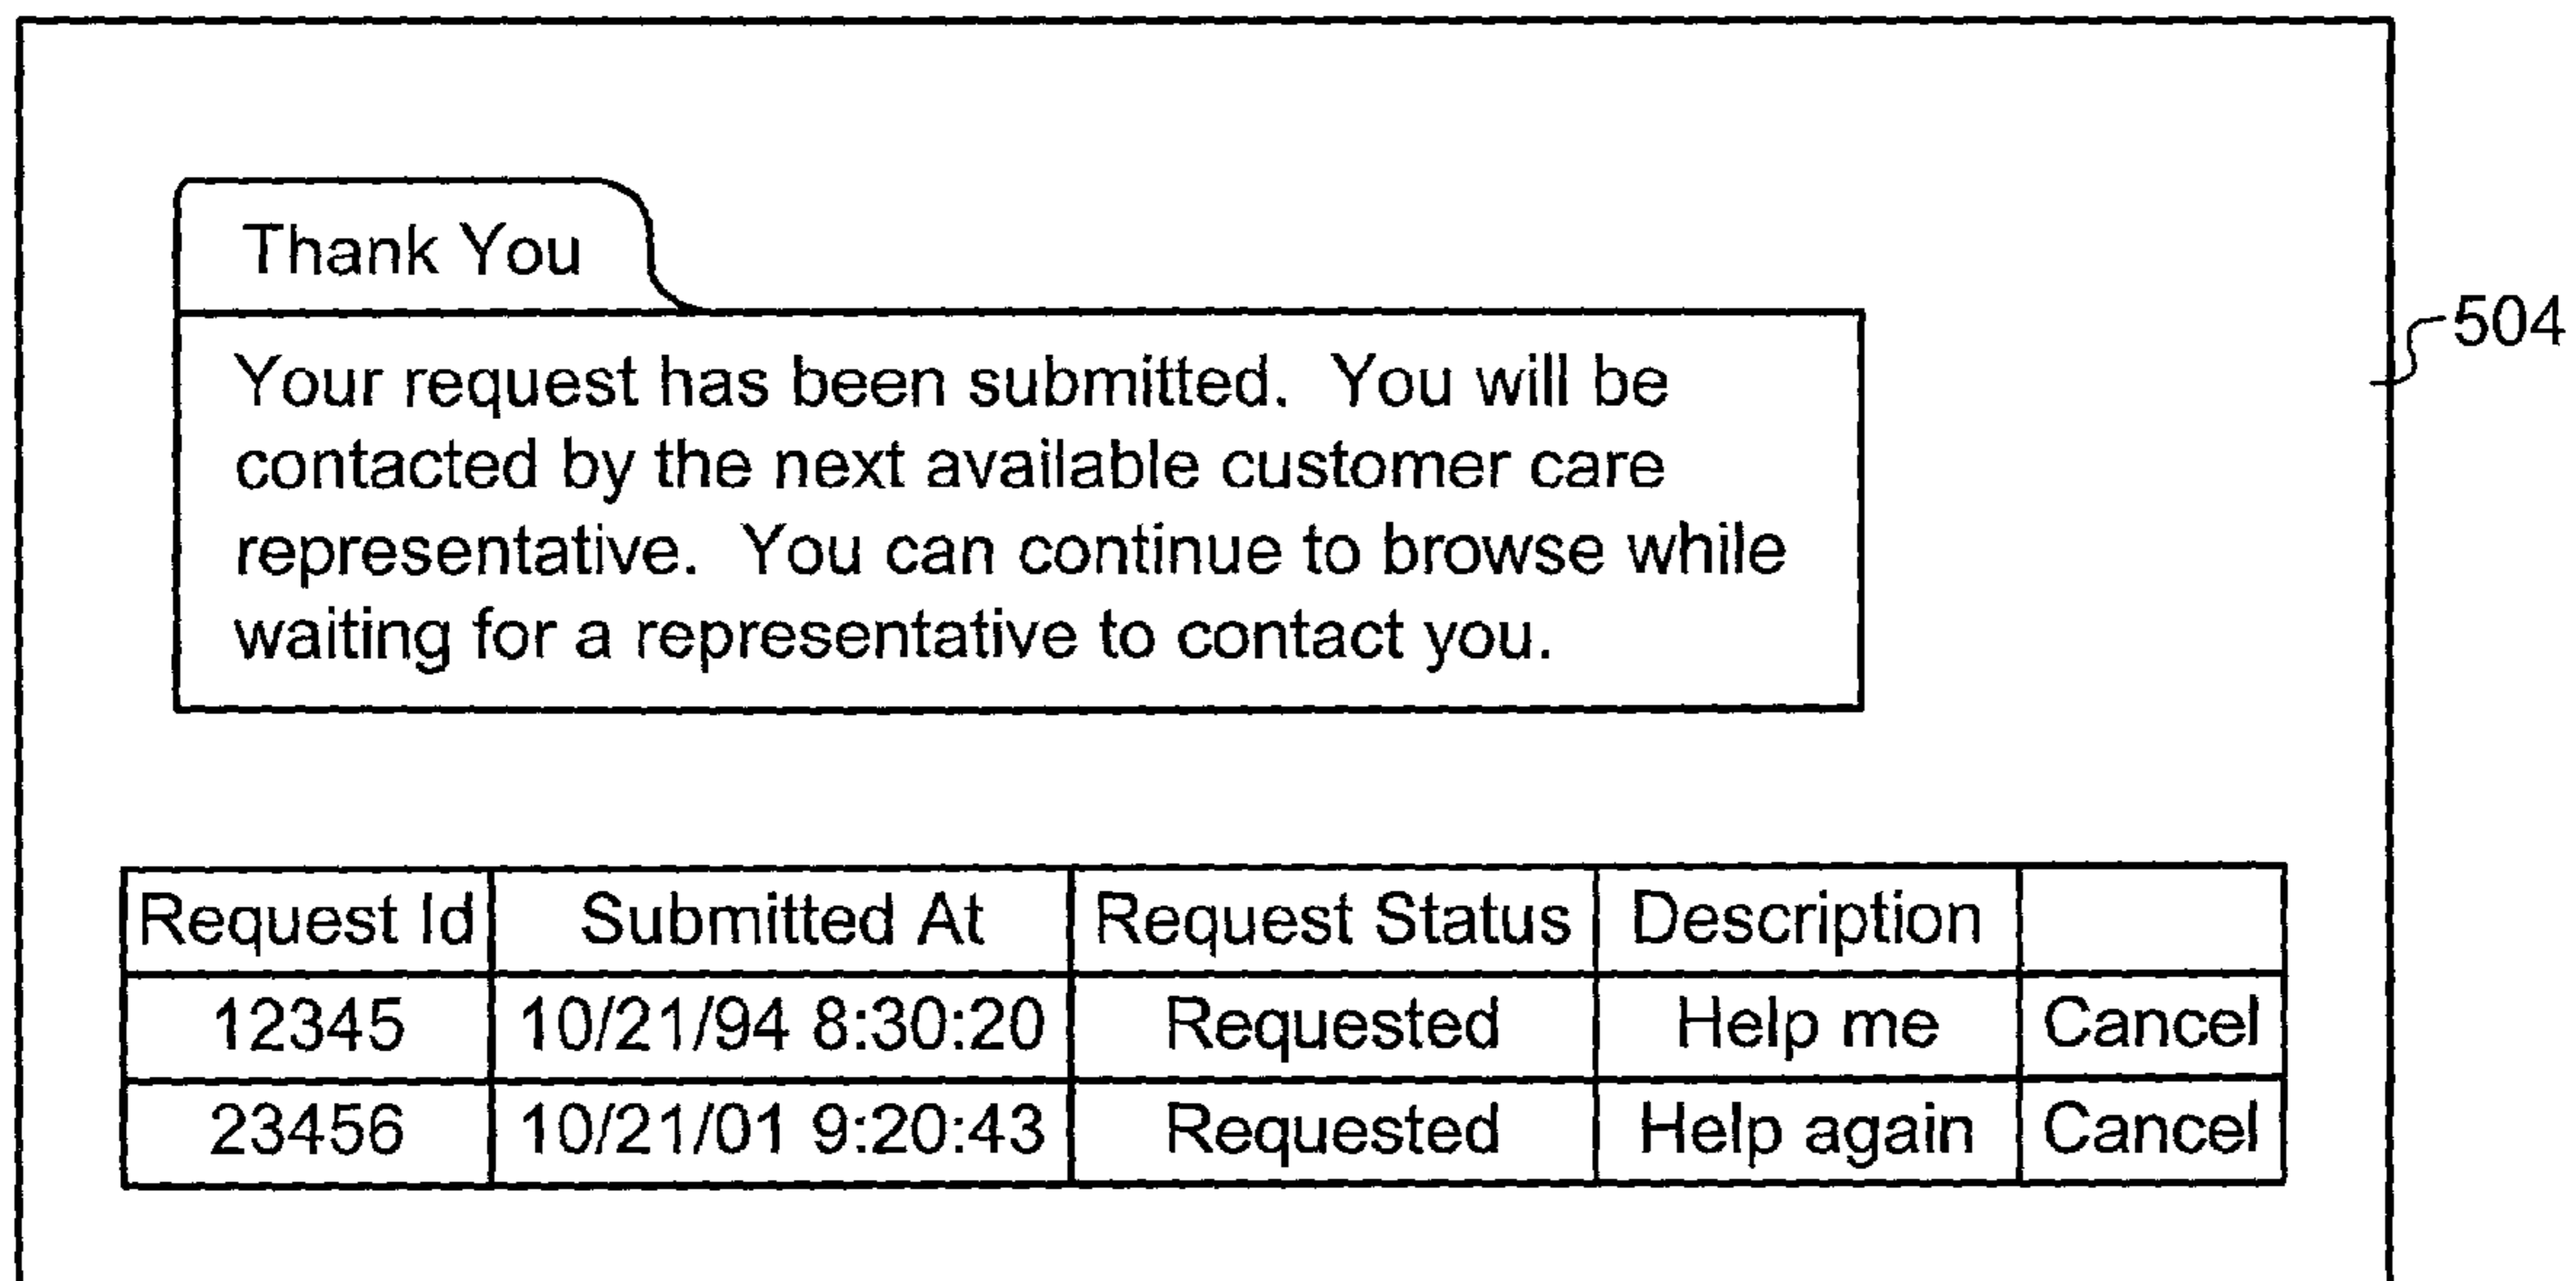 Thank You
504
Your request has been submitted. You will be
contacted by the next available customer care
representative. You can continue to browse while
waiting for a representative to contact you.
Request Id Submitted At Request Status Description
12345 10/21/94 8:30:20 Requested Help me Cancel
23456 10/21/01 9:20:43 Requested Help again Cancel